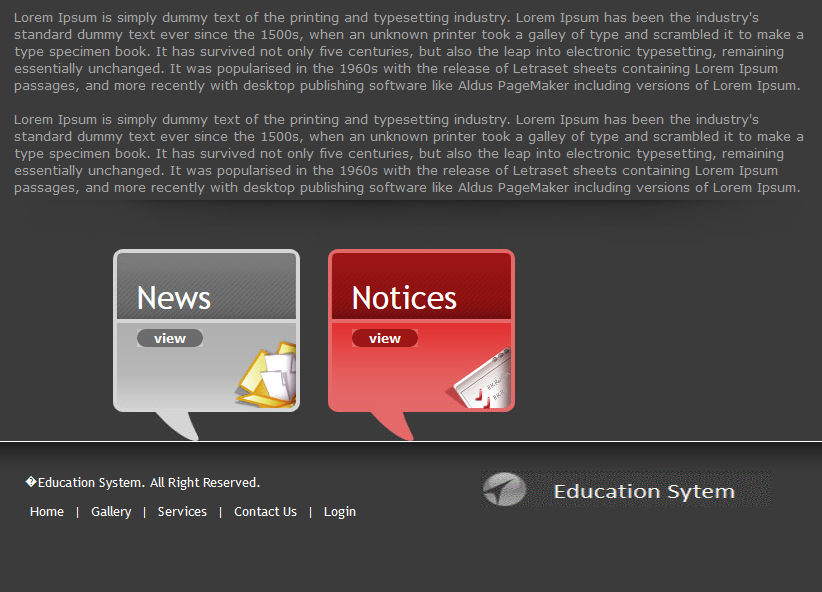 Lorem Ipsum is simply dummy text of the printing and typesetting industry. Lorem Ipsum has been the industry's
standard dummy text ever since the 1500s, when an unknown printer took a galley of type and scrambled it to make a
type specimen book. It has survived not only five centuries, but also the leap into electronic typesetting, remaining
essentially unchanged. It was popularised in the 1960s with the release of Letraset sheets containing Lorem Ipsum
passages, and more recently with desktop publishing software like Aldus PageMaker including versions of Lorem Ipsum.
Lorem Ipsum is simply dummy text of the printing and typesetting industry. Lorem Ipsum has been the industry's
standard dummy text ever since the 1500s, when an unknown printer took a galley of type and scrambled it to make a
type specimen book. It has survived not only five centuries, but also the leap into electronic typesetting, remaining
essentially unchanged. It was popularised in the 1960s with the release of Letraset sheets containing Lorem Ipsum
passages, and more recently with desktop publishing software like Aldus PageMaker including versions of Lorem Ipsum.
News
view
Notices
view
�Education System. All Right Reserved.
Home | Gallery | Services | Contact Us | Login
Education Sytem